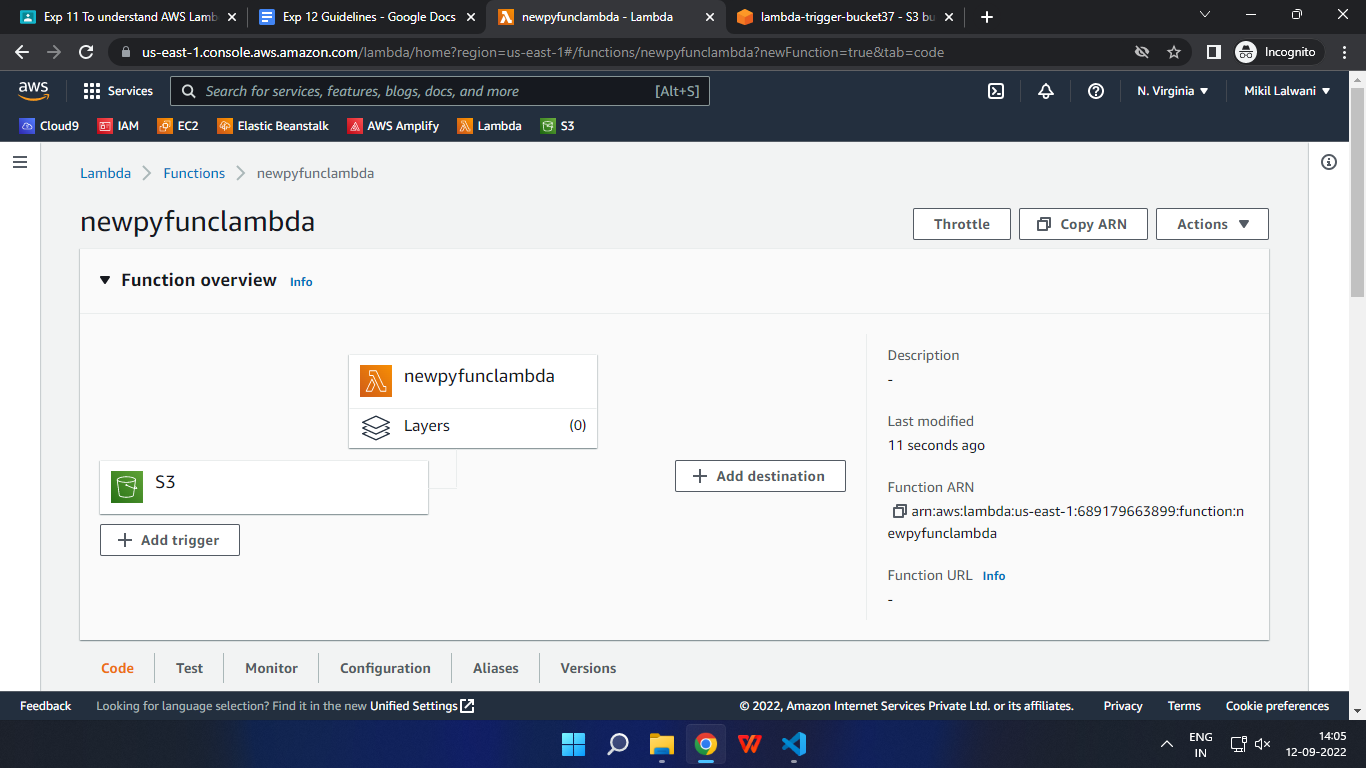 Exp 11 To understand AWS Lamb
Exp 12 Guidelines - Google Docs
newpyfunclambda - Lambda
lambda-trigger-bucket37 - S3 bu
us-east-1.console.aws.amazon.com/lambda/home?region=us-east-1#/functions/newpyfunclambda?newFunction=true&tab=code
Incognito
aws
Services
Search for services, features, blogs, docs, and more
[Alt+S]
N. Virginia
Mikil Lalwani
Cloud9
IAM
EC2
Elastic Beanstalk
AWS Amplify
Lambda
S3
Lambda
Functions
newpyfunclambda
newpyfunclambda
Throttle
Copy ARN
Actions
Function overview
Info
newpyfunclambda
Layers
(0)
S3
Add trigger
Add destination
Description
-
Last modified
11 seconds ago
Function ARN
arn:aws:lambda:us-east-1:689179663899:function:n
ewpyfunclambda
Function URL
Info
-
Code
Test
Monitor
Configuration
Aliases
Versions
Feedback
Looking for language selection? Find it in the new Unified Settings
© 2022, Amazon Internet Services Private Ltd. or its affiliates.
Privacy
Terms
Cookie preferences
ENG
IN
14:05
12-09-2022